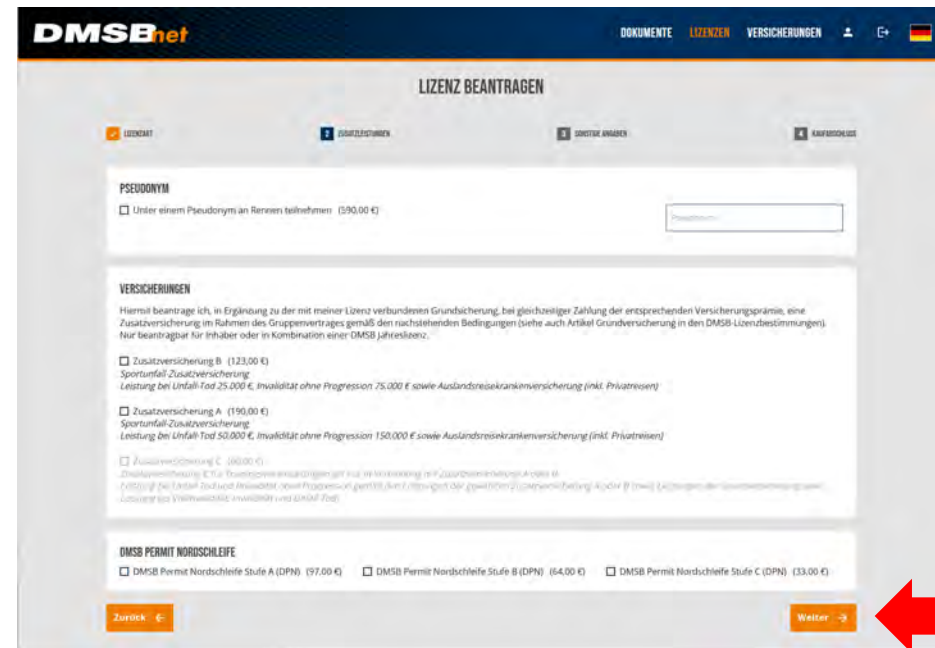 DMSBnet
DOKUMENTE LIZENZEN VERSICHERUNGEN
LIZENZ BEANTRAGEN
LIZENZART 2 ZUSATZLEISTUNGEN 3 SONSTIGE ANGABEN 4 KAUFABSCHLUSS
PSEUDONYM
Unter einem Pseudonym an Rennen teilnehmen (590,00 €)
Pseudonym
VERSICHERUNGEN
Hiermit beantrage ich, in Ergänzung zu der mit meiner Lizenz verbundenen Grundsicherung, bei gleichzeitiger Zahlung der entsprechenden Versicherungsprämie, eine
Zusatzversicherung im Rahmen des Gruppenvertrages gemäß den nachstehenden Bedingungen (siehe auch Artikel Grundversicherung in den DMSB-Lizenzbestimmungen).
Nur beantragbar für Inhaber oder in Kombination einer DMSB Jahreslizenz.
Zusatzversicherung B (123,00 €)
Sportunfall-Zusatzversicherung
Leistung bei Unfall-Tod 25.000 €, Invalidität ohne Progression 75.000 € sowie Auslandsreisekrankenversicherung (inkl. Privatreisen)
Zusatzversicherung A (190,00 €)
Sportunfall-Zusatzversicherung
Leistung bei Unfall-Tod 50.000 €, Invalidität ohne Progression 150.000 € sowie Auslandsreisekrankenversicherung (inkl. Privatreisen)
Zusatzversicherung C
DMSB PERMIT NORDSCHLEIFE
DMSB Permit Nordschleife Stufe A (DPN) (97,00 €) DMSB Permit Nordschleife Stufe B (DPN) (64,00 €) DMSB Permit Nordschleife Stufe C (DPN) (33,00 €)
Zurück Weiter